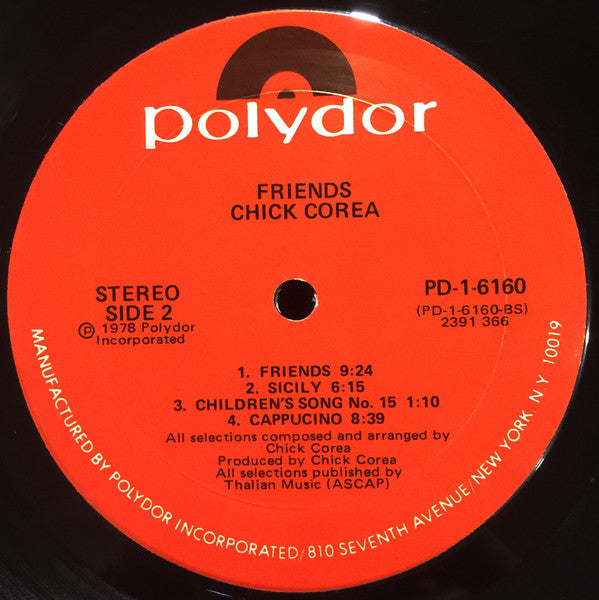 polydor
FRIENDS
CHICK COREA
STEREO
SIDE 2
℗ 1978 Polydor
Incorporated
PD-1-6160
(PD-1-6160-BS)
2391 366
1. FRIENDS 9:24
2. SICILY 6:15
3. CHILDREN'S SONG No. 15 1:10
4. CAPPUCINO 8:39
All selections composed and arranged by
Chick Corea
Produced by Chick Corea
All selections published by
Thalian Music (ASCAP)
MANUFACTURED BY POLYDOR INCORPORATED/810 SEVENTH AVENUE/NEW YORK, N.Y. 10019